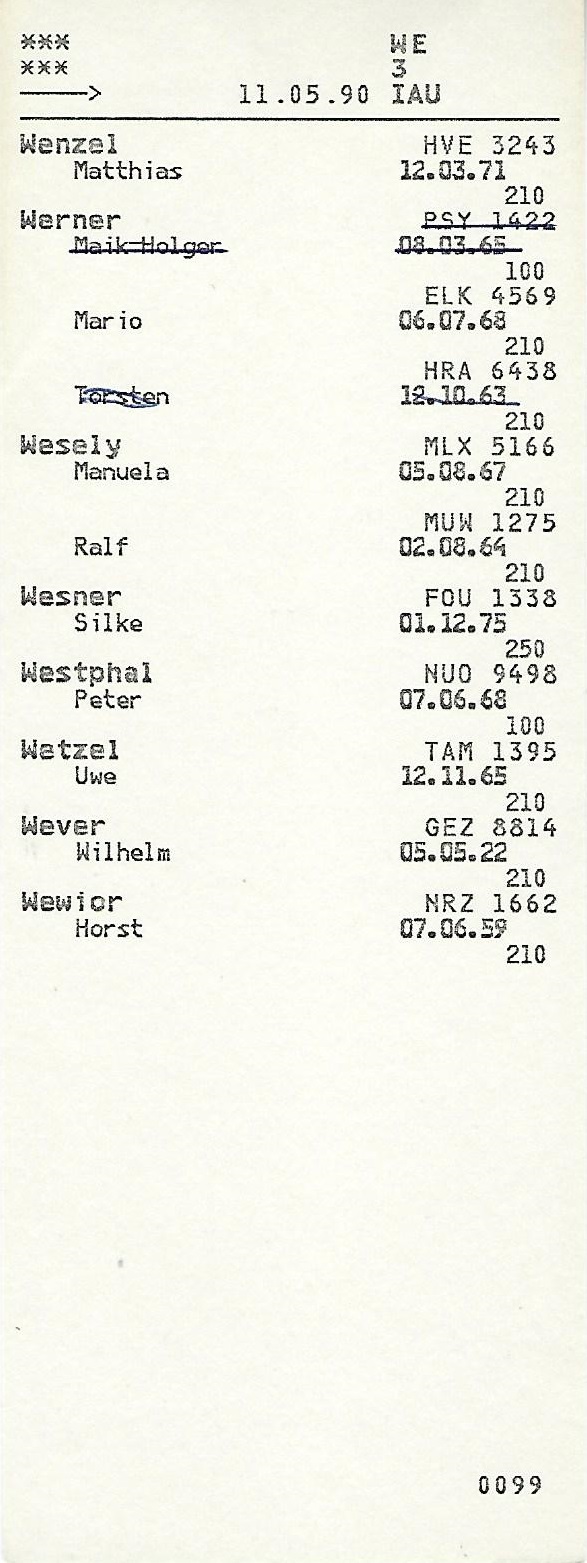 *** WE
*** 3
———> 11.05.90 IAU
Wenzel HVE 3243
Matthias 12.03.71
210
Werner PSY 1422
Maik-Holger 08.03.65
100
ELK 4569
Mario 06.07.68
210
HRA 6438
Torsten 12.10.63
210
Wesely MLX 5166
Manuela 05.08.67
210
MUW 1275
Ralf 02.08.64
210
Wesner FOU 1338
Silke 01.12.75
250
Westphal NUO 9498
Peter 07.06.68
100
Wetzel TAM 1395
Uwe 12.11.65
210
Wever GEZ 8814
Wilhelm 05.05.22
210
Wewior NRZ 1662
Horst 07.06.59
210
0099